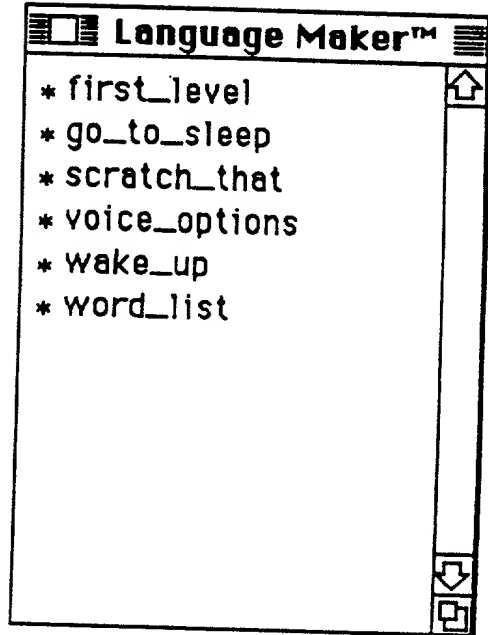 Language Maker™
* first_level
* go_to_sleep
* scratch_that
* voice_options
* wake_up
* word_list